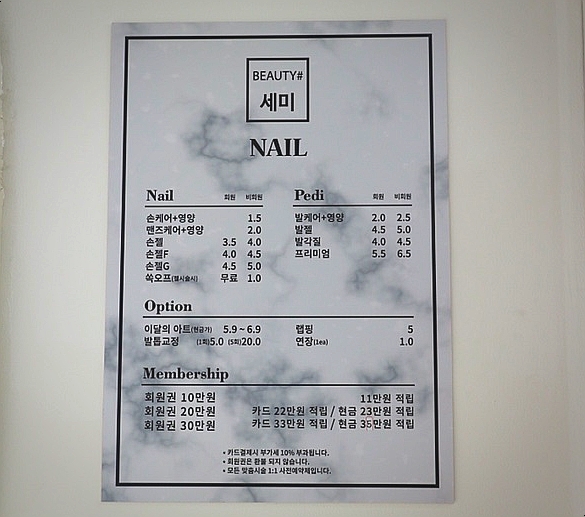 BEAUTY#
세미
NAIL
Nail 회원 비회원
손케어+영양 1.5
맨즈케어+영양 2.0
손젤 3.5 4.0
손젤F 4.0 4.5
손젤G 4.5 5.0
쏙오프(젤시술시) 무료 1.0
Pedi 회원 비회원
발케어+영양 2.0 2.5
발젤 4.5 5.0
발각질 4.0 4.5
프리미엄 5.5 6.5
Option
이달의 아트(현금가) 5.9 ~ 6.9
발톱교정 (1회)5.0 (5회)20.0
랩핑 5
연장(1ea) 1.0
Membership
회원권 10만원 11만원 적립
회원권 20만원 카드 22만원 적립 / 현금 23만원 적립
회원권 30만원 카드 33만원 적립 / 현금 35만원 적립
• 카드결제시 부가세 10% 부과됩니다.
• 회원권은 환불 되지 않습니다.
• 모든 맞춤시술 1:1 사전예약제입니다.